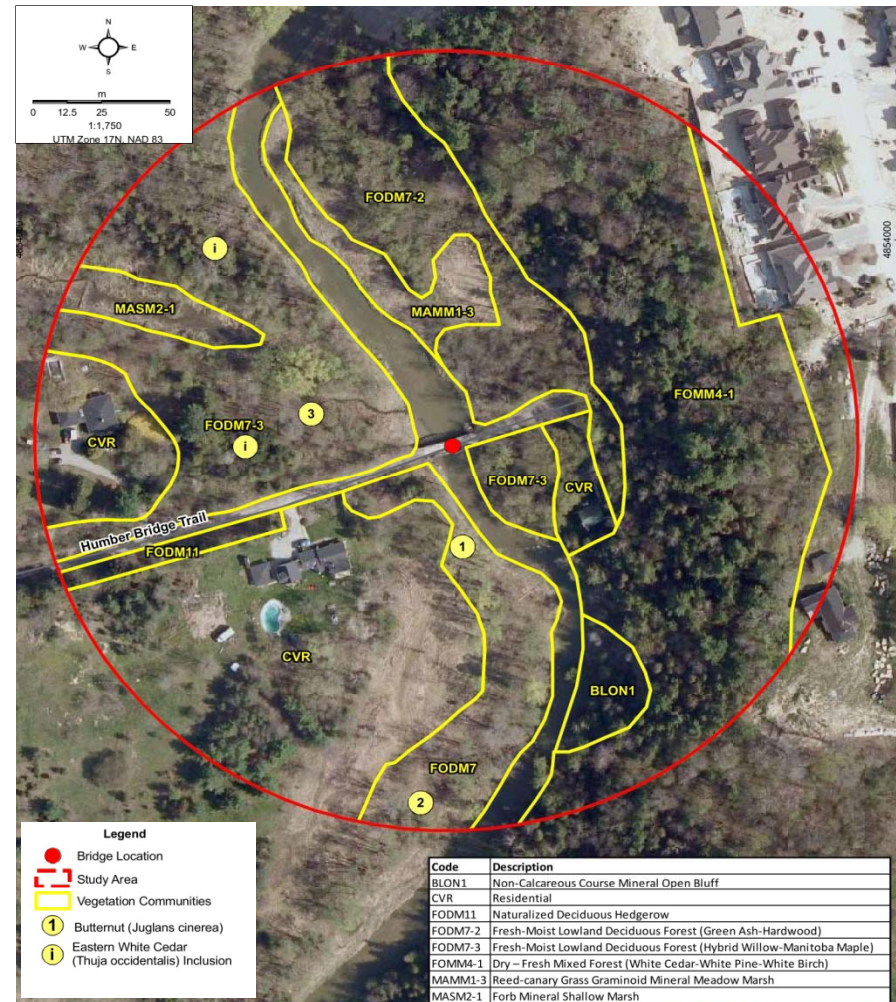 N
W E
S
m
0 12.5 25 50
1:1,750
UTM Zone 17N, NAD 83
4854000
4854000
FODM7-2
i
MASM2-1
MAMM1-3
FOMM4-1
3
CVR
FODM7-3
i
FODM7-3
CVR
Humber Bridge Trail
FODM11
1
CVR
BLON1
FODM7
2
Legend
Bridge Location
Study Area
Vegetation Communities
1 Butternut (Juglans cinerea)
i Eastern White Cedar
(Thuja occidentalis) Inclusion
Code Description
BLON1 Non-Calcareous Course Mineral Open Bluff
CVR Residential
FODM11 Naturalized Deciduous Hedgerow
FODM7-2 Fresh-Moist Lowland Deciduous Forest (Green Ash-Hardwood)
FODM7-3 Fresh-Moist Lowland Deciduous Forest (Hybrid Willow-Manitoba Maple)
FOMM4-1 Dry – Fresh Mixed Forest (White Cedar-White Pine-White Birch)
MAMM1-3 Reed-canary Grass Graminoid Mineral Meadow Marsh
MASM2-1 Forb Mineral Shallow Marsh